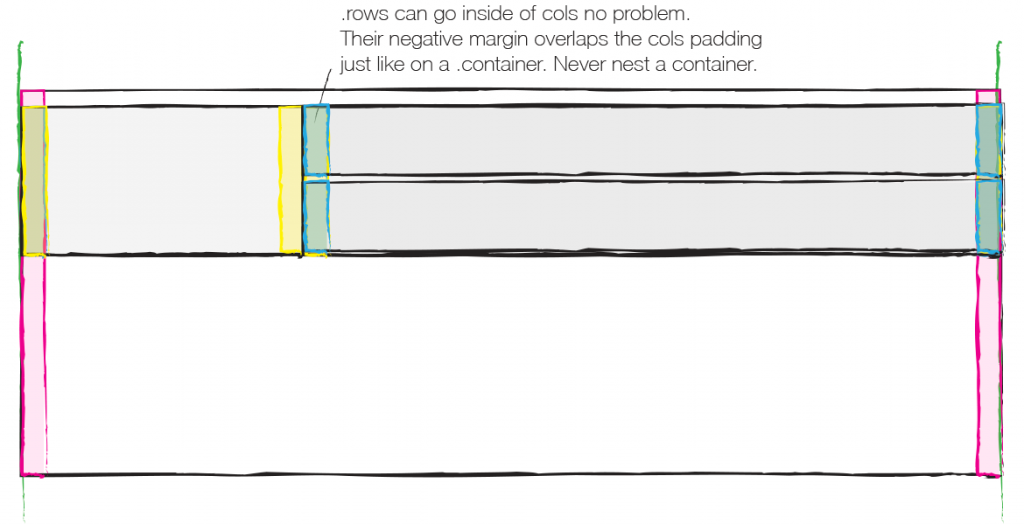 .rows can go inside of cols no problem.
Their negative margin overlaps the cols padding
just like on a .container. Never nest a container.